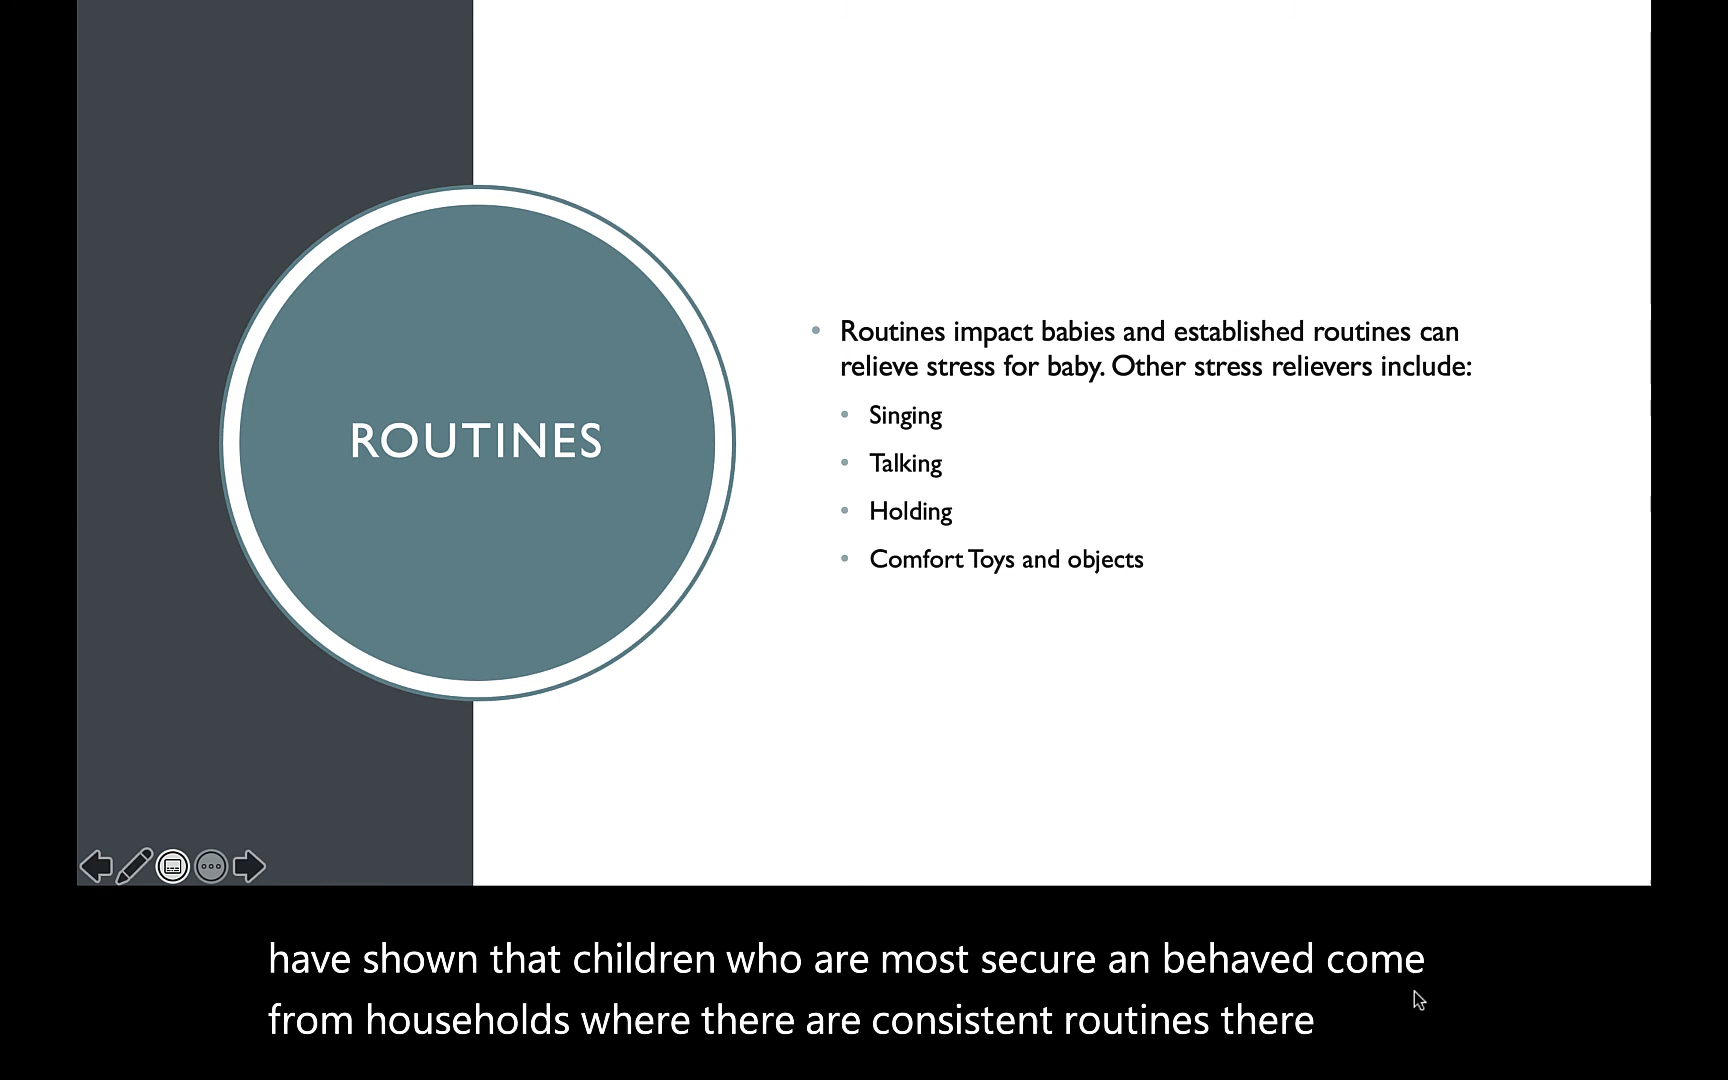 ROUTINES
• Routines impact babies and established routines can
relieve stress for baby. Other stress relievers include:
• Singing
• Talking
• Holding
• Comfort Toys and objects
have shown that children who are most secure an behaved come
from households where there are consistent routines there